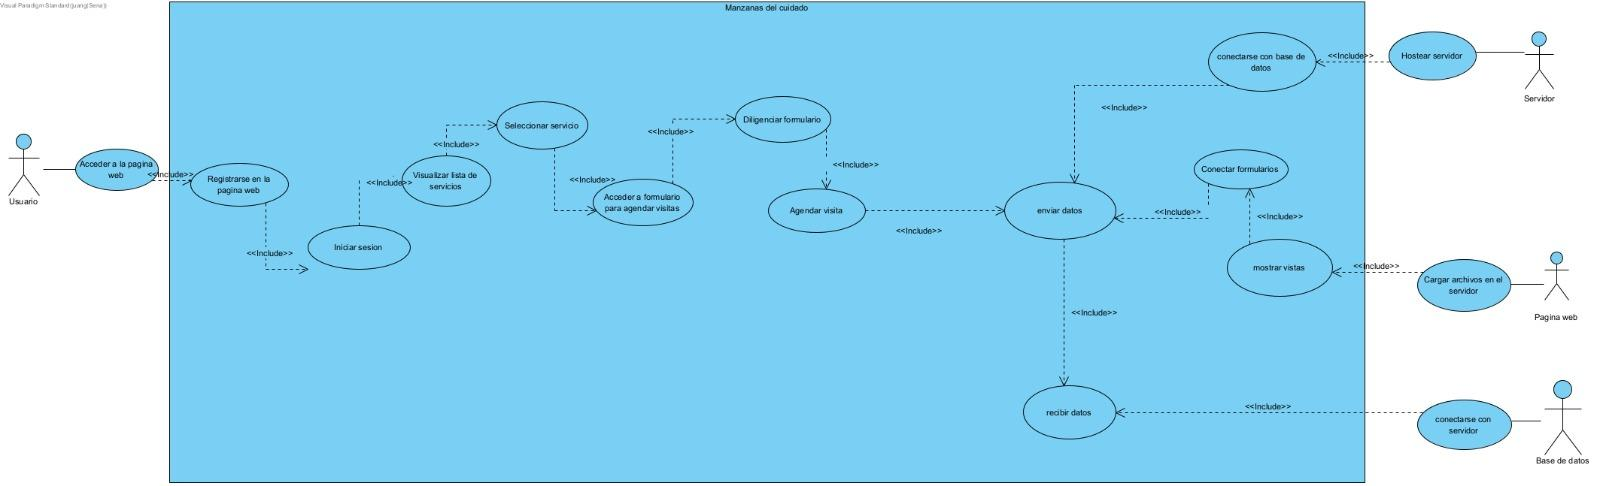 Visual Paradigm Standard(juang(Sena))
Manzanas del cuidado
conectarse con base de
datos
<<Include>>
Hostear servidor
Servidor
<<Include>>
Seleccionar servicio
<<Include>>
Diligenciar formulario
<<Include>>
Acceder a la pagina
web
<<Include>>
Usuario
Registrarse en la
pagina web
<<Include>>
Visualizar lista de
servicios
<<Include>>
Acceder a formulario
para agendar visitas
<<Include>>
Agendar visita
<<Include>>
enviar datos
Conectar formularios
<<Include>>
<<Include>>
Iniciar sesion
<<Include>>
mostrar vistas
<<Include>>
Cargar archivos en el
servidor
Pagina web
<<Include>>
recibir datos
<<Include>>
conectarse con
servidor
Base de datos